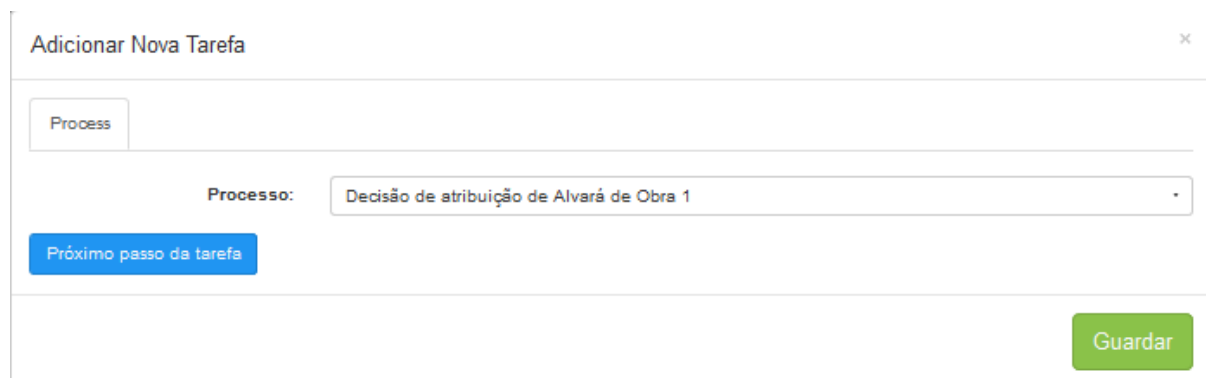 Adicionar Nova Tarefa
×
Process
Processo:
Decisão de atribuição de Alvará de Obra 1
Próximo passo da tarefa
Guardar